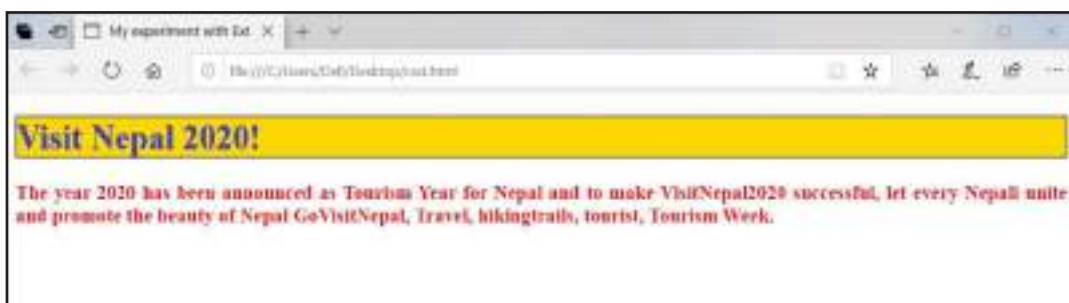 My experiment with Ext
Visit Nepal 2020!
The year 2020 has been announced as Tourism Year for Nepal and to make VisitNepal2020 successful, let every Nepali unite
and promote the beauty of Nepal GoVisitNepal, Travel, hikingtrails, tourist, Tourism Week.